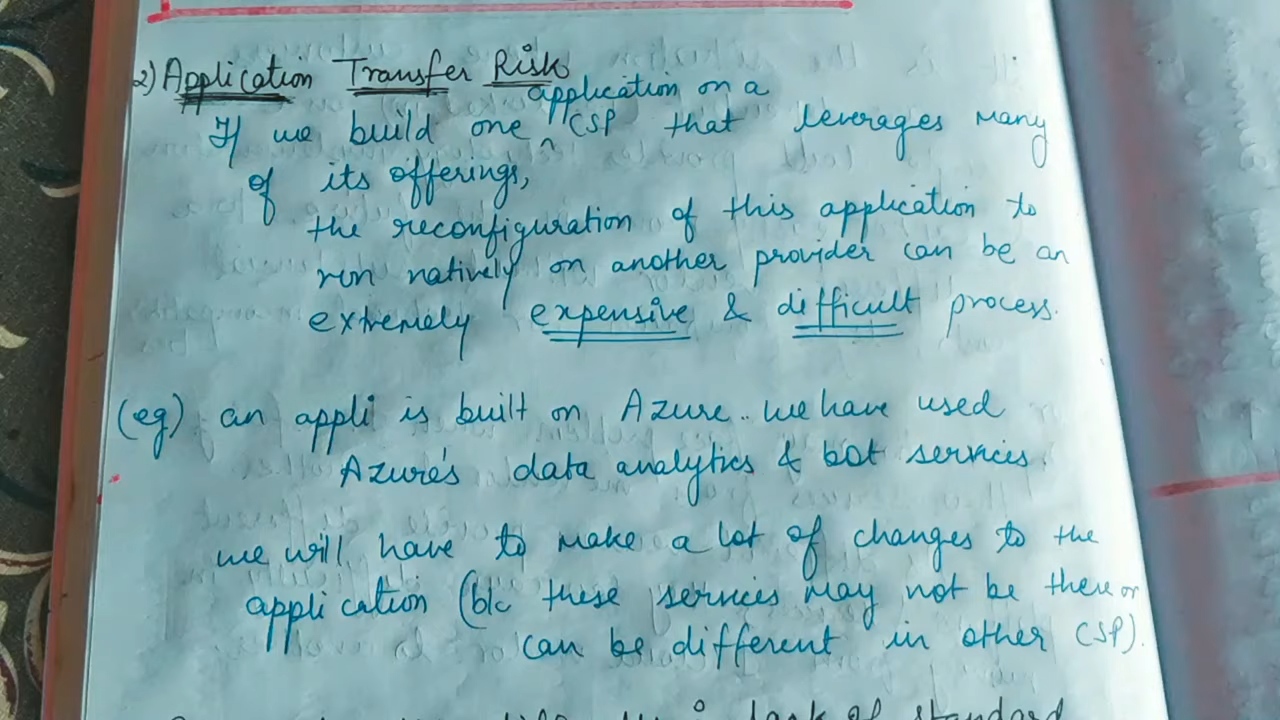 2) Application Transfer Risk
application on a
If we build one ^ CSP that leverages many
of its offerings,
the reconfiguration of this application to
run natively on another provider can be an
extremely expensive & difficult process.
(eg) an appli is built on Azure.. we have used
Azure's data analytics & bot services.
we will have to make a lot of changes to the
application (b/c these services may not be there or
can be different in other CSP).
lack of standard